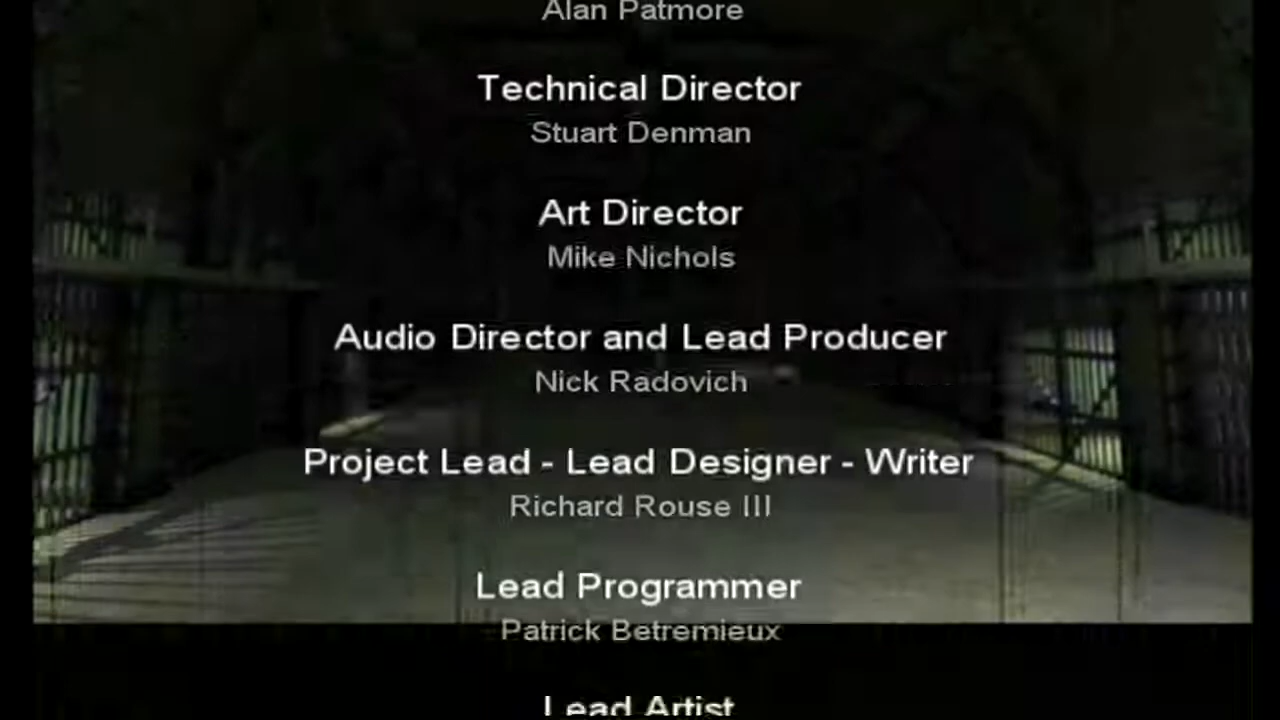 Alan Patmore
Technical Director
Stuart Denman
Art Director
Mike Nichols
Audio Director and Lead Producer
Nick Radovich
Project Lead - Lead Designer - Writer
Richard Rouse III
Lead Programmer
Patrick Betremieux
Lead Artist